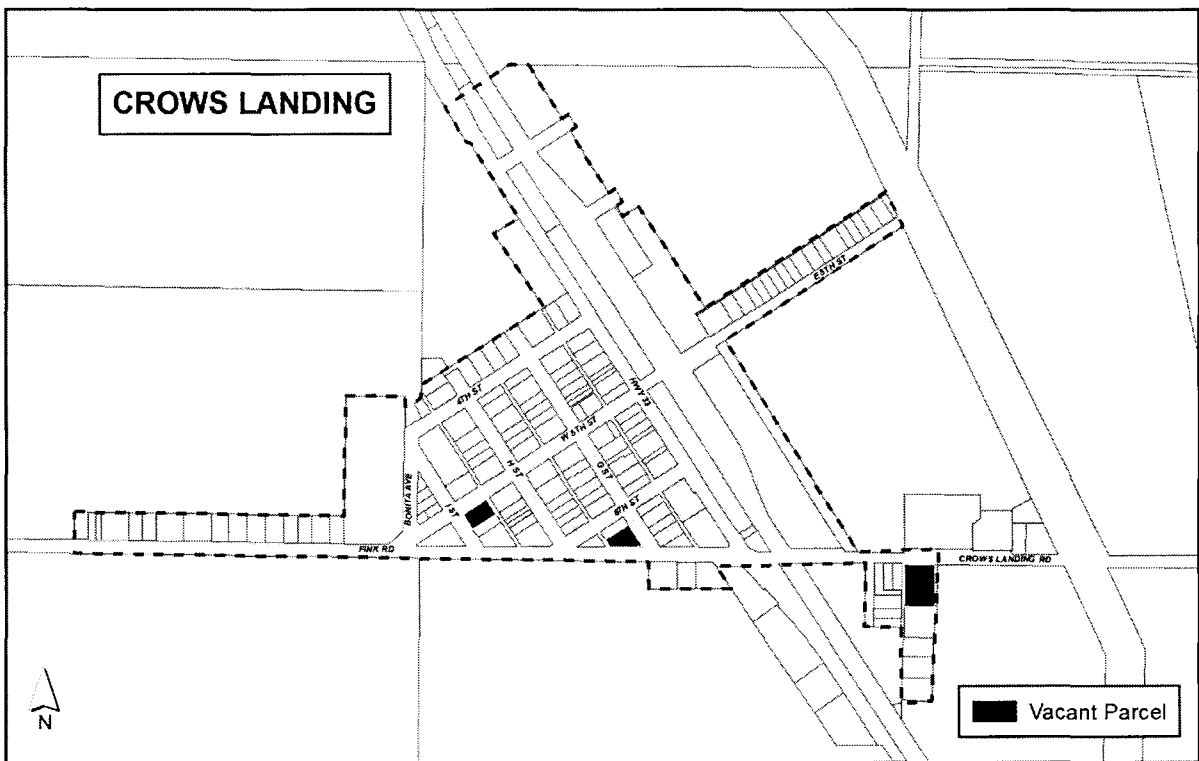 CROWS LANDING
E 5TH ST
HWY 33
4TH ST
W 5TH ST
H ST
G ST
6TH ST
I ST
BONITA AVE
FINK RD
CROWS LANDING RD
N
Vacant Parcel